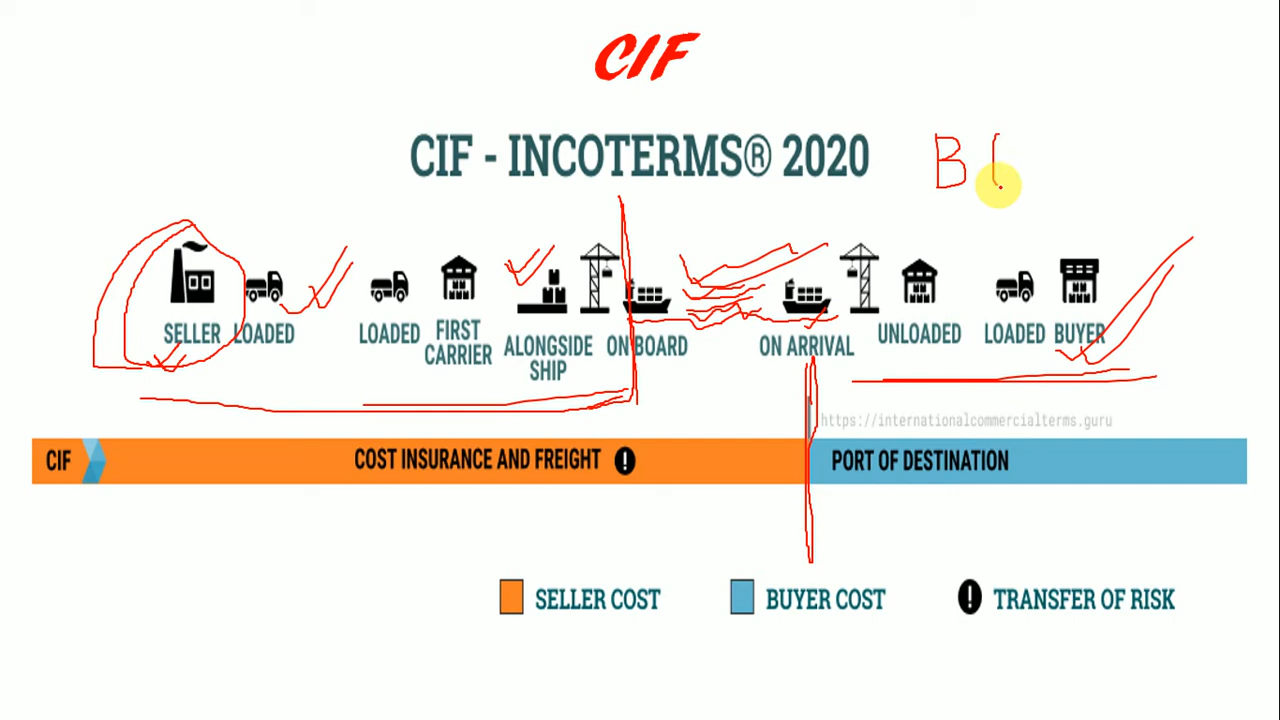 CIF
CIF - INCOTERMS® 2020
B
SELLER LOADED LOADED FIRST CARRIER ALONGSIDE SHIP ON BOARD ON ARRIVAL UNLOADED LOADED BUYER
https://internationalcommercialterms.guru
CIF COST INSURANCE AND FREIGHT ! PORT OF DESTINATION
SELLER COST BUYER COST ! TRANSFER OF RISK